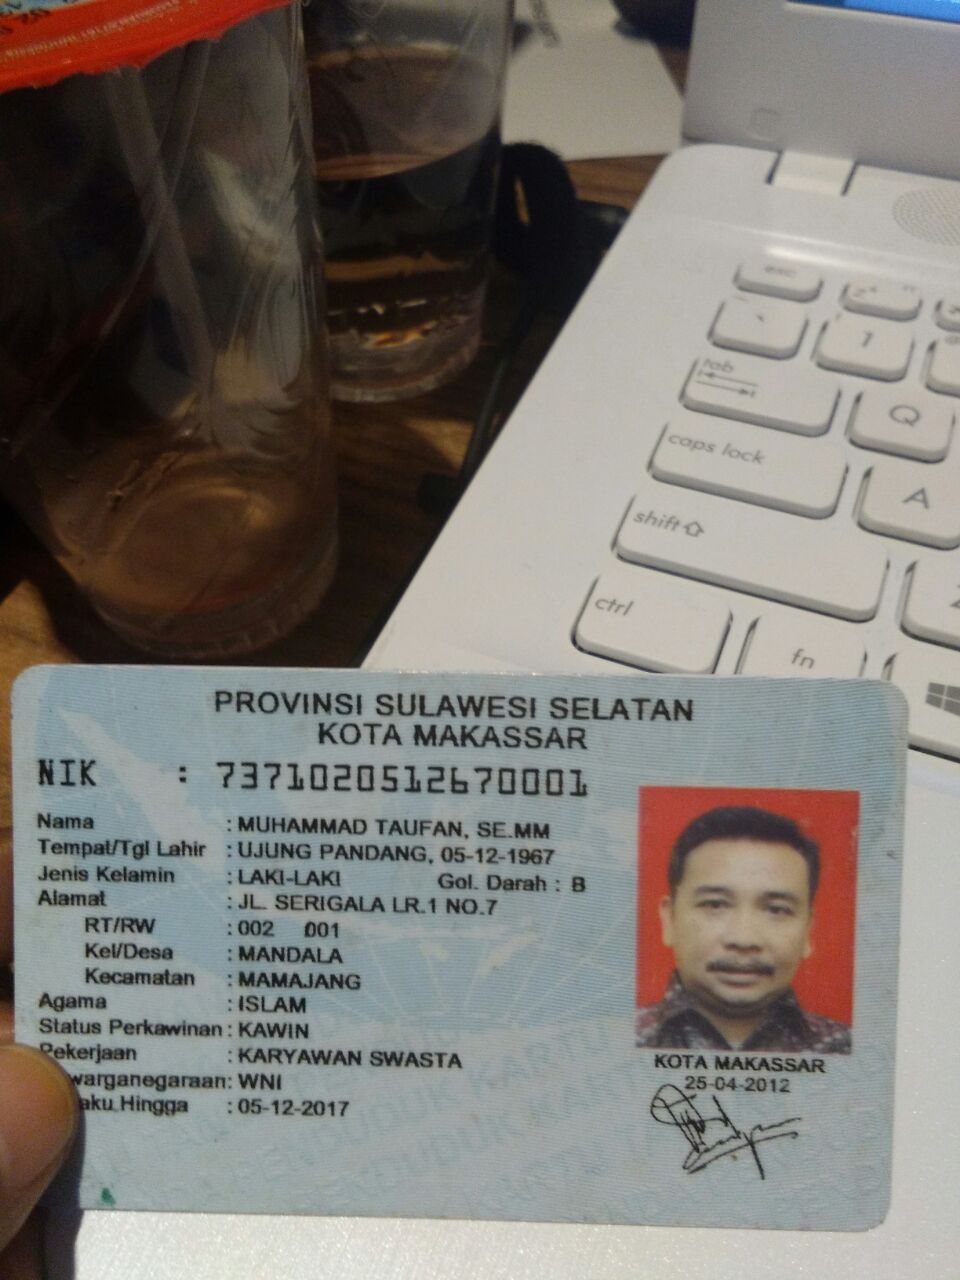 esc
1
tab
Q
caps lock
A
shift
ctrl
fn
PROVINSI SULAWESI SELATAN
KOTA MAKASSAR
NIK : 7371020512670001
Nama : MUHAMMAD TAUFAN, SE.MM
Tempat/Tgl Lahir : UJUNG PANDANG, 05-12-1967
Jenis Kelamin : LAKI-LAKI Gol. Darah : B
Alamat : JL. SERIGALA LR.1 NO.7
RT/RW : 002 001
Kel/Desa : MANDALA
Kecamatan : MAMAJANG
Agama : ISLAM
Status Perkawinan : KAWIN
Pekerjaan : KARYAWAN SWASTA
warganegaraan : WNI
aku Hingga : 05-12-2017
KOTA MAKASSAR
25-04-2012